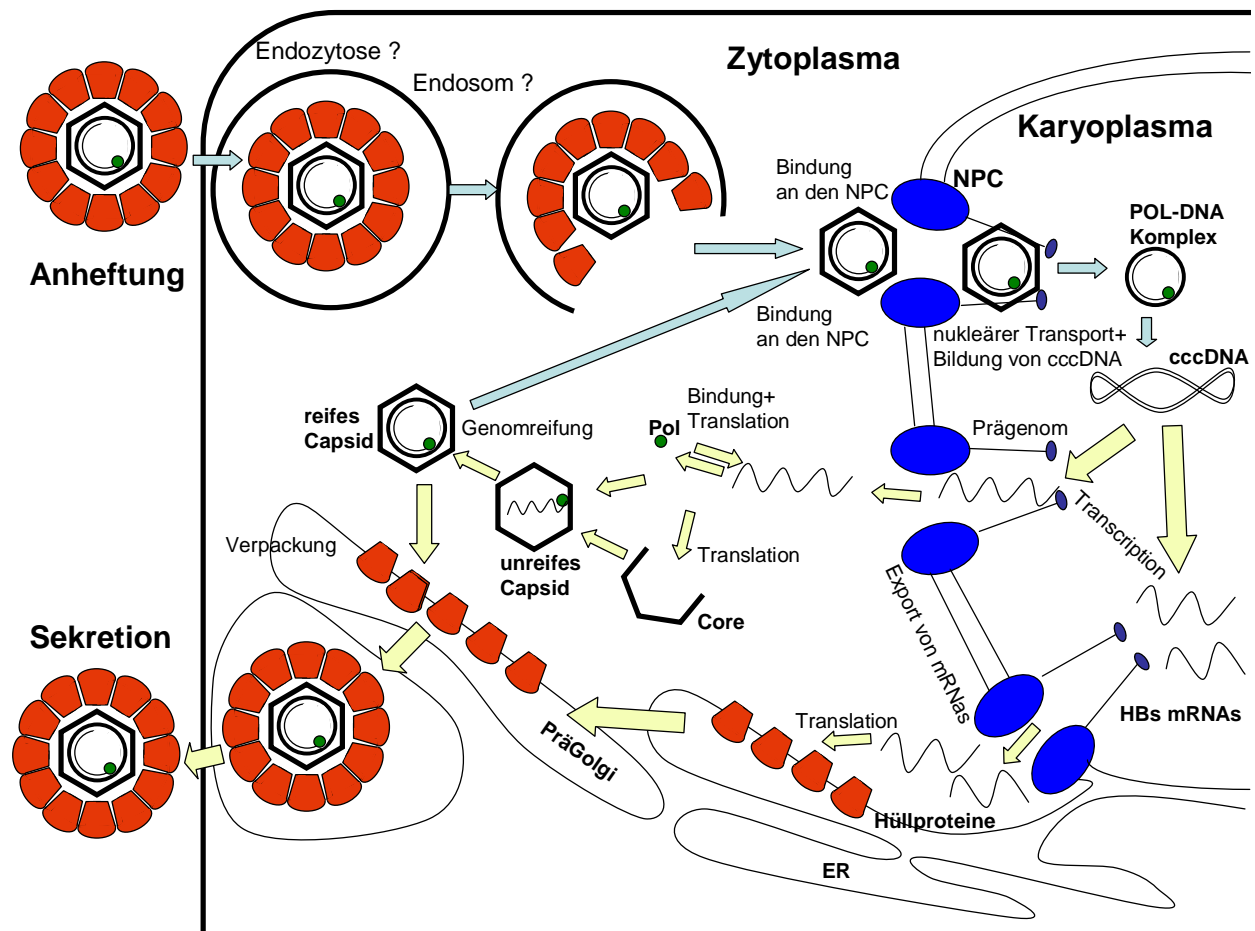 Endozytose ?
Endosom ?
Zytoplasma
Karyoplasma
Anheftung
Bindung
an den NPC
NPC
POL-DNA
Komplex
Bindung
an den NPC
nukleärer Transport+
Bildung von cccDNA
cccDNA
reifes
Capsid
Genomreifung
Pol
Bindung+
Translation
Prägenom
Transcription
Verpackung
unreifes
Capsid
Translation
Core
Export von mRNAs
Sekretion
PräGolgi
Translation
HBs mRNAs
Hüllproteine
ER